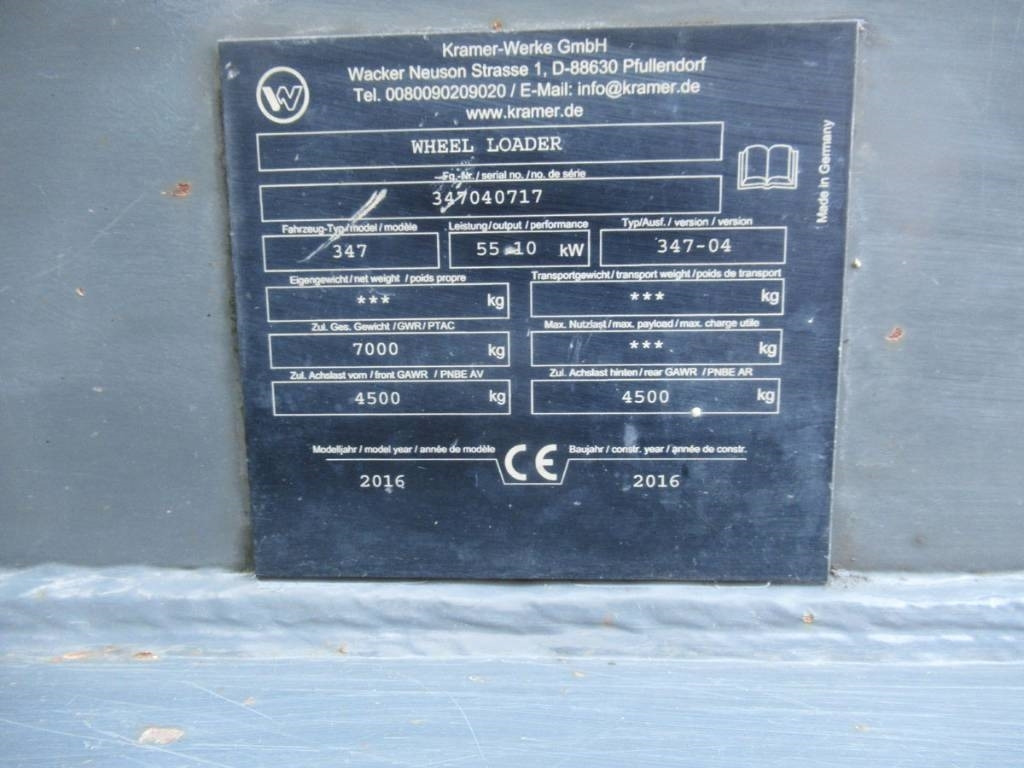 Kramer-Werke GmbH
Wacker Neuson Strasse 1, D-88630 Pfullendorf
Tel. 0080090209020 / E-Mail: info@kramer.de
www.kramer.de
W
WHEEL LOADER
Fg.-Nr. / serial no. / no. de série
347040717
Made in Germany
Fahrzeug-Typ / model / modèle Leistung / output / performance Typ/Ausf. / version / version
347 55 10 kW 347-04
Eigengewicht / net weight / poids propre Transportgewicht / transport weight / poids de transport
*** kg *** kg
Zul. Ges. Gewicht / GWR / PTAC Max. Nutzlast / max. payload / max. charge utile
7000 kg *** kg
Zul. Achslast vorn / front GAWR / PNBE AV Zul. Achslast hinten / rear GAWR / PNBE AR
4500 kg 4500 kg
Modelljahr / model year / année de modèle CE Baujahr / constr. year / année de constr.
2016 2016